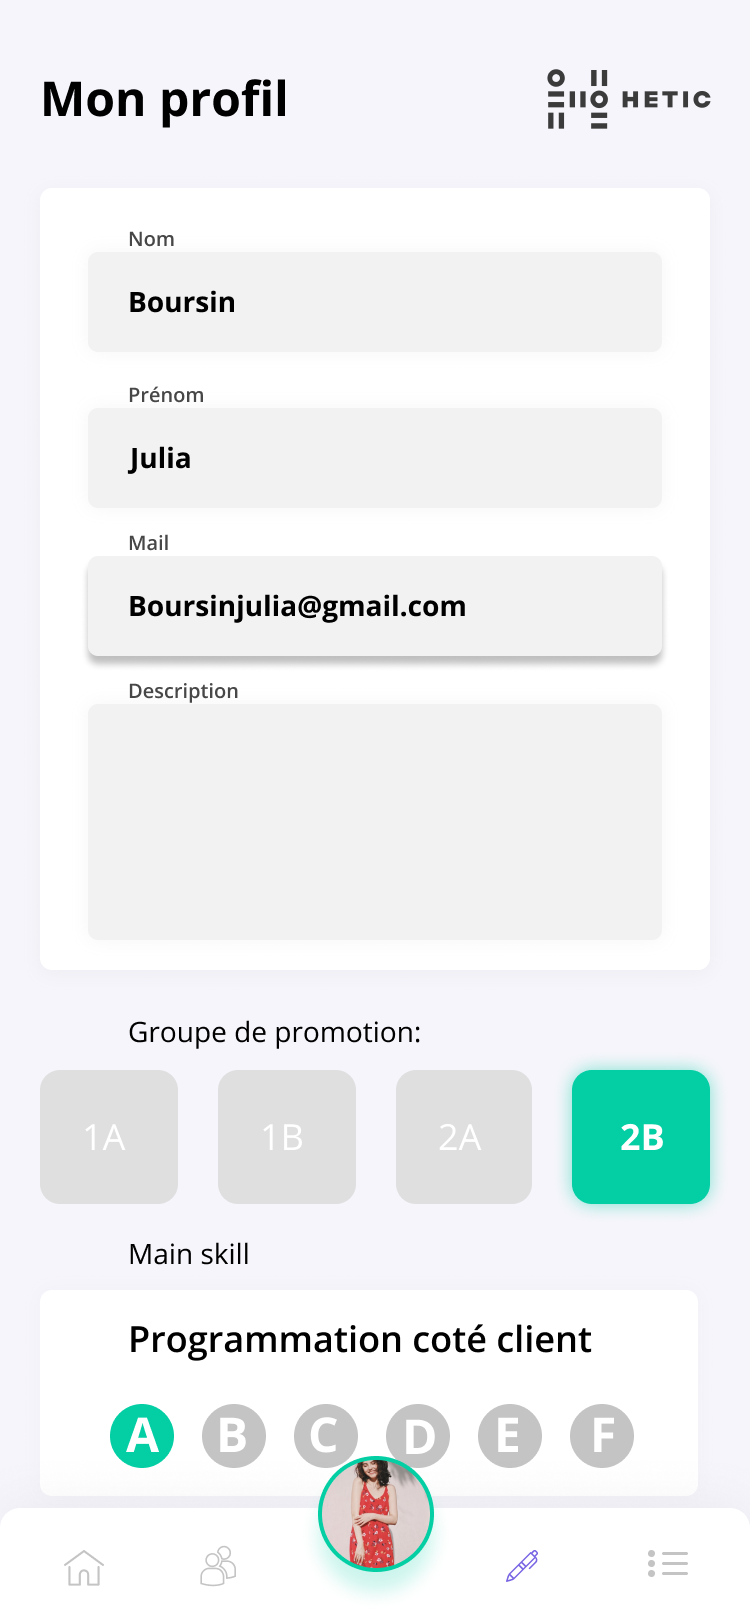 Mon profil
HETIC
Nom
Boursin
Prénom
Julia
Mail
Boursinjulia@gmail.com
Description
Groupe de promotion:
1A 1B 2A 2B
Main skill
Programmation coté client
A B C D E F